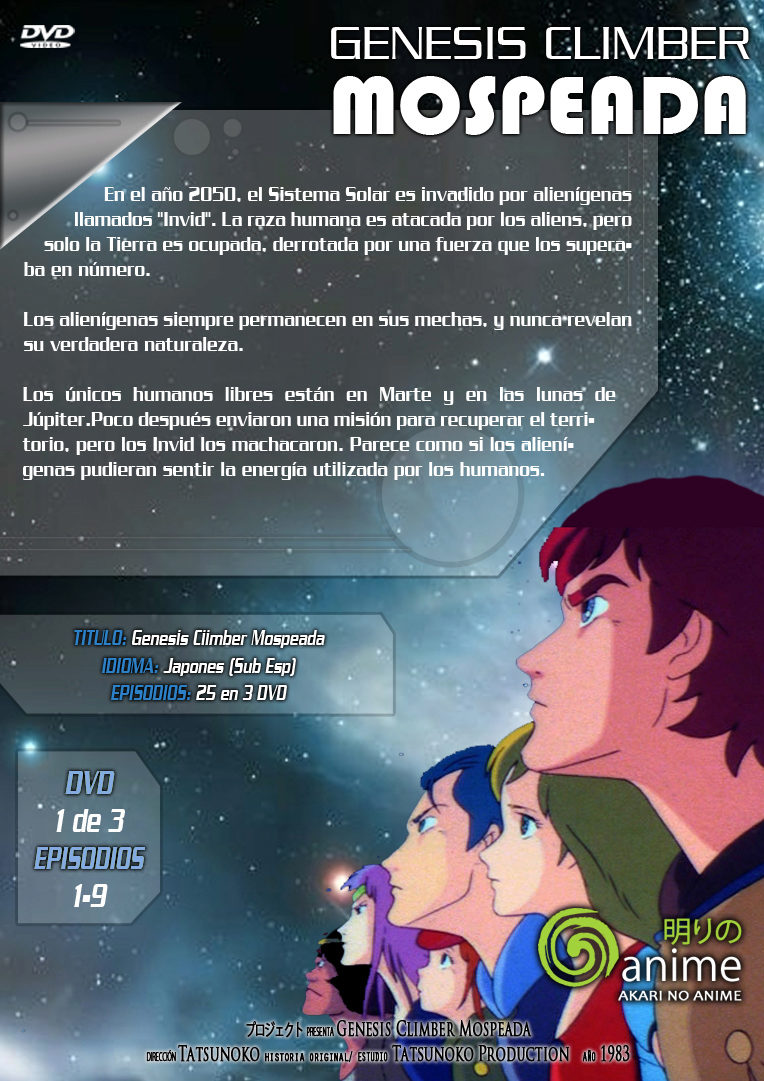 DVD
VIDEO
GENESIS CLIMBER
MOSPEADA
En el año 2050, el Sistema Solar es invadido por alienígenas
llamados "Invid". La raza humana es atacada por los aliens, pero
solo la Tierra es ocupada, derrotada por una fuerza que los supera-
ba en número.
Los alienígenas siempre permanecen en sus mechas, y nunca revelan
su verdadera naturaleza.
Los únicos humanos libres están en Marte y en las lunas de
Júpiter.Poco después enviaron una misión para recuperar el terri-
torio, pero los Invid los machacaron. Parece como si los aliení-
genas pudieran sentir la energía utilizada por los humanos.
TITULO: Genesis Climber Mospeada
IDIOMA: Japones (Sub Esp)
EPISODIOS: 25 en 3 DVD
DVD
1 de 3
EPISODIOS
1-9
明りの
anime
AKARI NO ANIME
プロジェクト PRESENTA GENESIS CLIMBER MOSPEADA
DIRECCIÓN TATSUNOKO HISTORIA ORIGINAL/ ESTUDIO TATSUNOKO PRODUCTION AÑO 1983